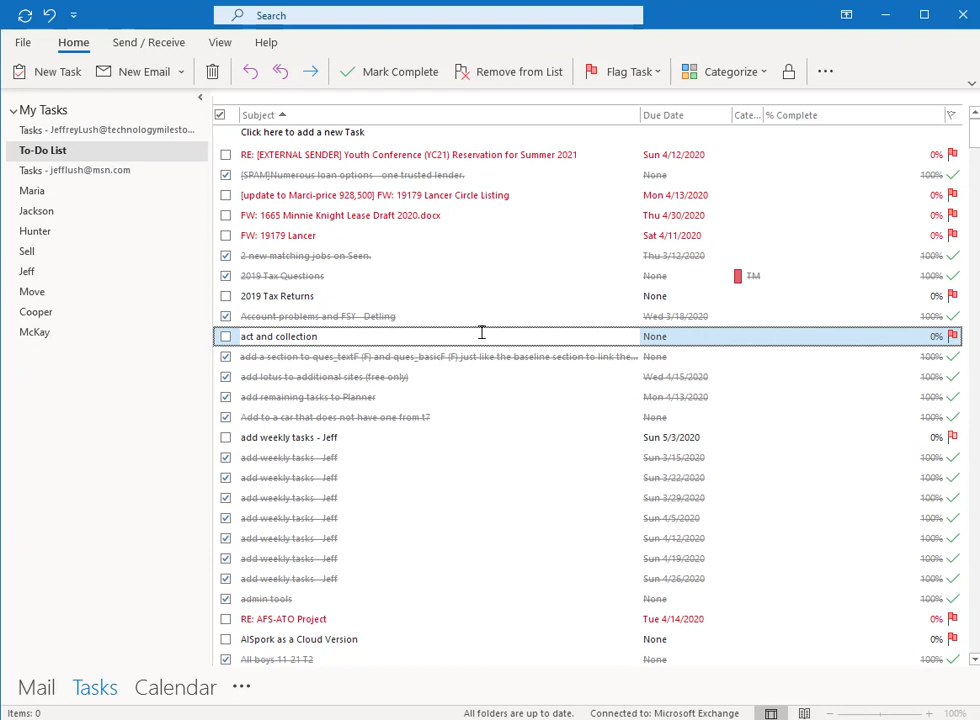 Search
File Home Send / Receive View Help
New Task New Email Mark Complete Remove from List Flag Task Categorize
My Tasks
Tasks - JeffreyLush@technologymilesto...
To-Do List
Tasks - jefflush@msn.com
Maria
Jackson
Hunter
Sell
Jeff
Move
Cooper
McKay
Subject Due Date Cate... % Complete
Click here to add a new Task
RE: [EXTERNAL SENDER] Youth Conference (YC21) Reservation for Summer 2021 Sun 4/12/2020 0%
[SPAM]Numerous loan options - one trusted lender. None 100%
[update to Marci-price 928,500] FW: 19179 Lancer Circle Listing Mon 4/13/2020 0%
FW: 1665 Minnie Knight Lease Draft 2020.docx Thu 4/30/2020 0%
FW: 19179 Lancer Sat 4/11/2020 0%
2 new matching jobs on Seen. Thu 3/12/2020 100%
2019 Tax Questions None TM 100%
2019 Tax Returns None 0%
Account problems and FSY - Detling Wed 3/18/2020 100%
act and collection None 0%
add a section to ques_textF (F) and ques_basicF (F) just like the baseline section to link the... None 100%
add lotus to additional sites (free only) Wed 4/15/2020 100%
add remaining tasks to Planner Mon 4/13/2020 100%
Add to a car that does not have one from t7 None 100%
add weekly tasks - Jeff Sun 5/3/2020 0%
add weekly tasks - Jeff Sun 3/15/2020 100%
add weekly tasks - Jeff Sun 3/22/2020 100%
add weekly tasks - Jeff Sun 3/29/2020 100%
add weekly tasks - Jeff Sun 4/5/2020 100%
add weekly tasks - Jeff Sun 4/12/2020 100%
add weekly tasks - Jeff Sun 4/19/2020 100%
add weekly tasks - Jeff Sun 4/26/2020 100%
admin tools None 100%
RE: AFS-ATO Project Tue 4/14/2020 0%
AISpork as a Cloud Version None 0%
All boys 11-21 T2 None 100%
Mail Tasks Calendar
Items: 0 All folders are up to date. Connected to: Microsoft Exchange 100%